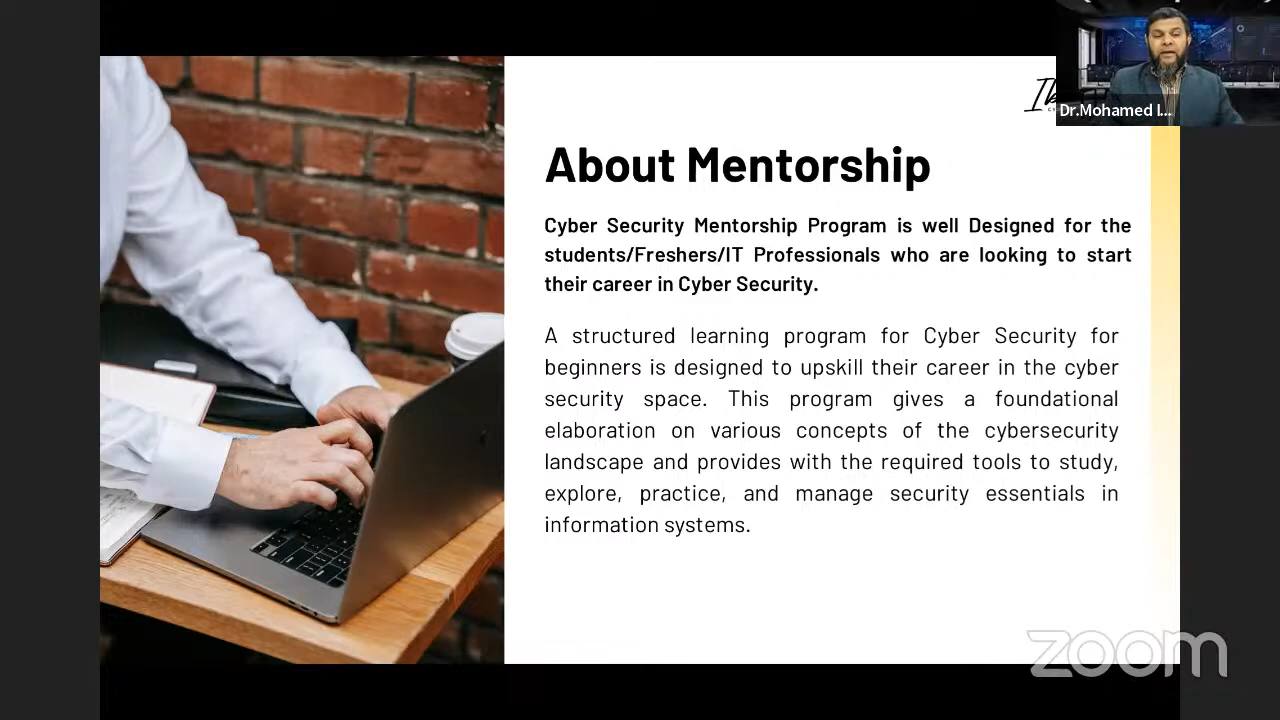 Dr.Mohamed I...
About Mentorship
Cyber Security Mentorship Program is well Designed for the
students/Freshers/IT Professionals who are looking to start
their career in Cyber Security.
A structured learning program for Cyber Security for
beginners is designed to upskill their career in the cyber
security space. This program gives a foundational
elaboration on various concepts of the cybersecurity
landscape and provides with the required tools to study,
explore, practice, and manage security essentials in
information systems.
zoom